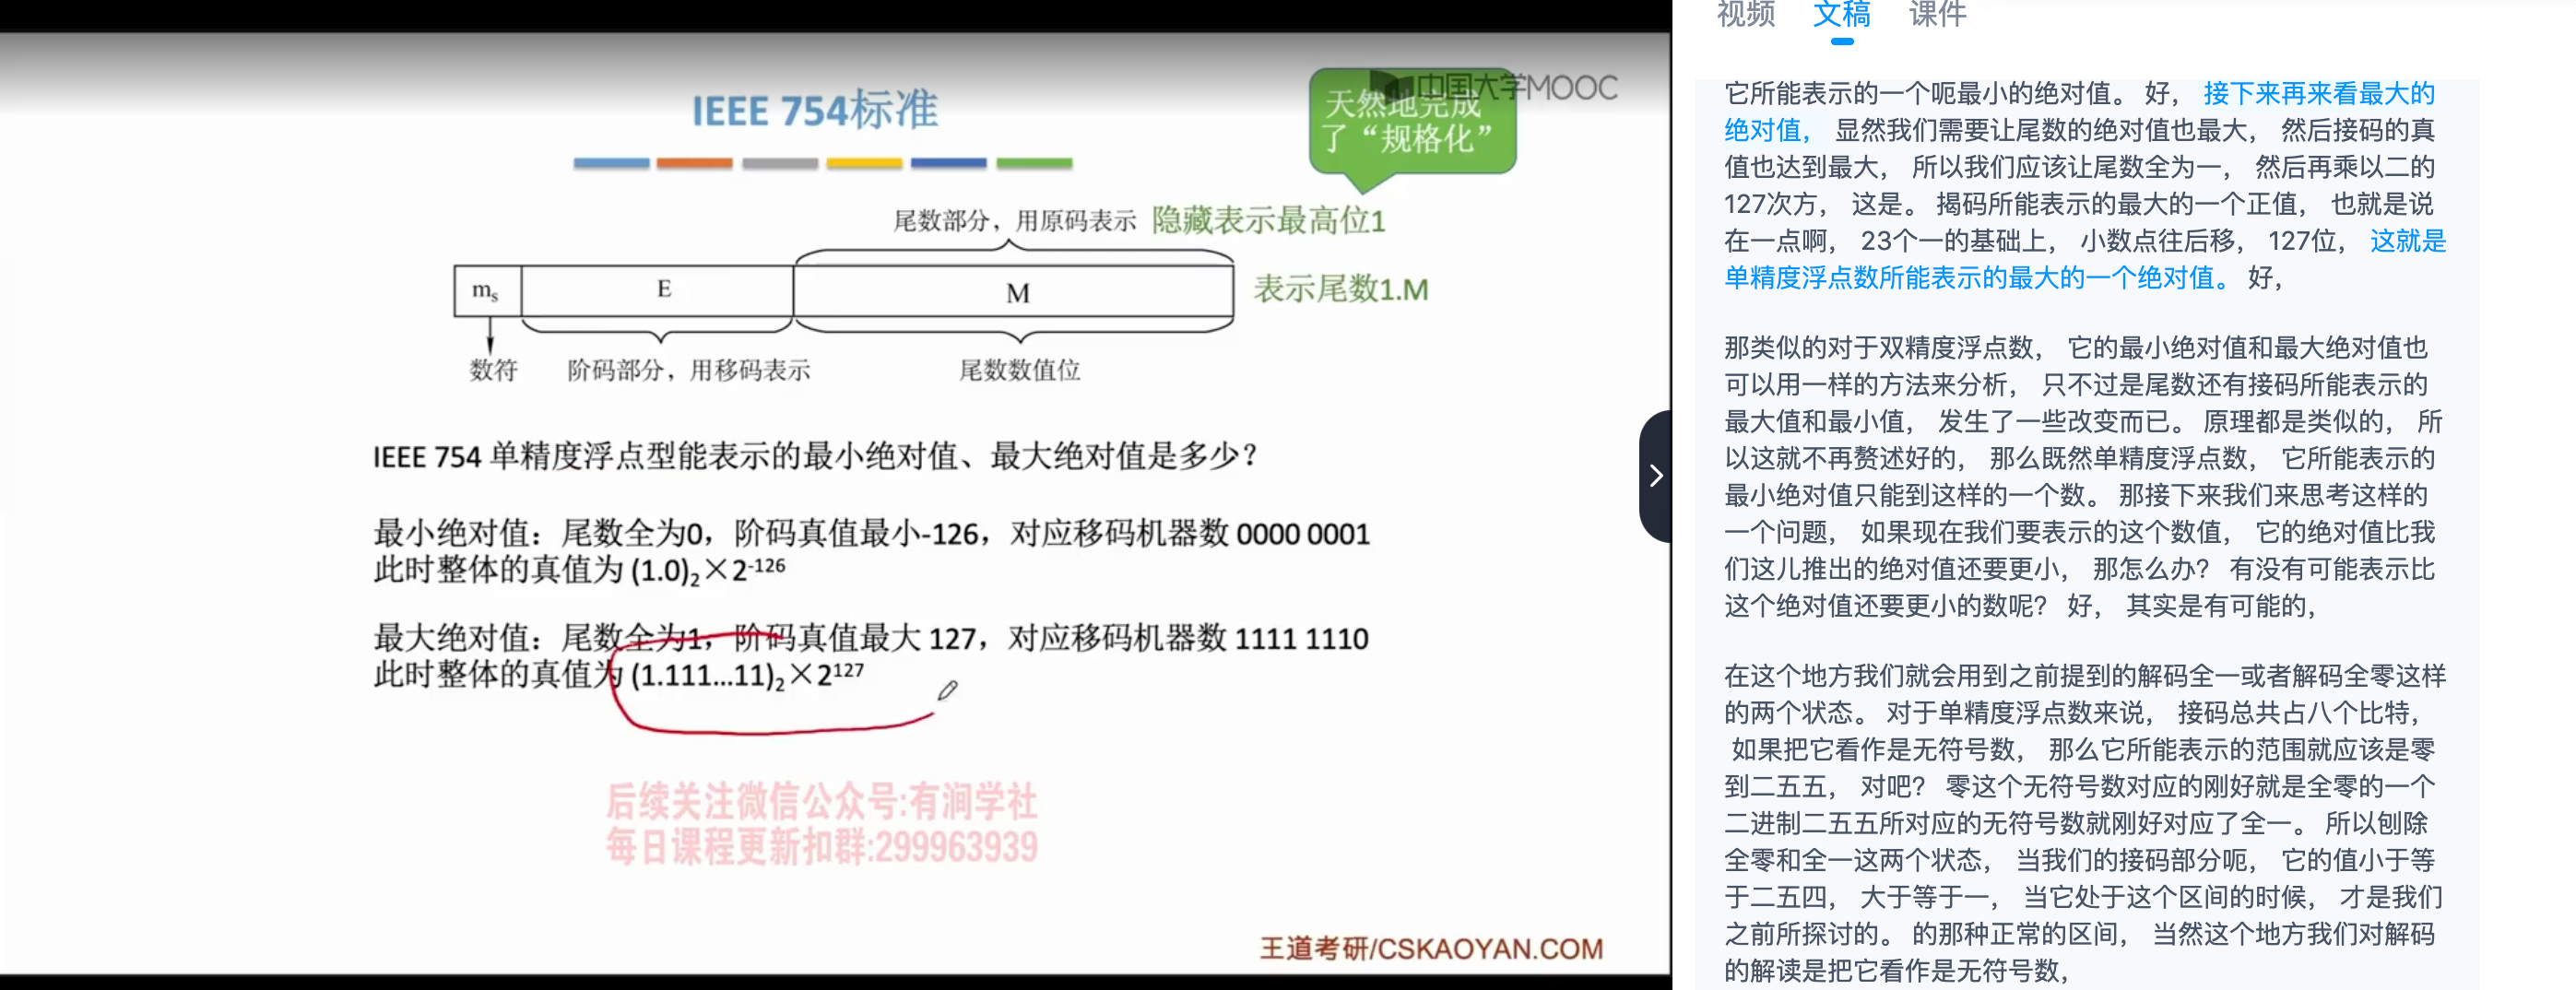 IEEE 754标准
中国大学MOOC
天然地完成
了“规格化”
尾数部分，用原码表示 隐藏表示最高位1
ms E M 表示尾数1.M
数符 阶码部分，用移码表示 尾数数值位
IEEE 754 单精度浮点型能表示的最小绝对值、最大绝对值是多少？
最小绝对值：尾数全为0，阶码真值最小-126，对应移码机器数 0000 0001
此时整体的真值为 (1.0)₂×2⁻¹²⁶
最大绝对值：尾数全为1，阶码真值最大 127，对应移码机器数 1111 1110
此时整体的真值为 (1.111…11)₂×2¹²⁷
后续关注微信公众号:有涧学社
每日课程更新扣群:299963939
王道考研/CSKAOYAN.COM
视频 文稿 课件
它所能表示的一个呃最小的绝对值。 好， 接下来再来看最大的
绝对值， 显然我们需要让尾数的绝对值也最大， 然后接码的真
值也达到最大， 所以我们应该让尾数全为一， 然后再乘以二的
127次方， 这是。 揭码所能表示的最大的一个正值， 也就是说
在一点啊， 23个一的基础上， 小数点往后移， 127位， 这就是
单精度浮点数所能表示的最大的一个绝对值。 好，
那类似的对于双精度浮点数， 它的最小绝对值和最大绝对值也
可以用一样的方法来分析， 只不过是尾数还有接码所能表示的
最大值和最小值， 发生了一些改变而已。 原理都是类似的， 所
以这就不再赘述好的， 那么既然单精度浮点数， 它所能表示的
最小绝对值只能到这样的一个数。 那接下来我们来思考这样的
一个问题， 如果现在我们要表示的这个数值， 它的绝对值比我
们这儿推出的绝对值还要更小， 那怎么办？ 有没有可能表示比
这个绝对值还要更小的数呢？ 好， 其实是有可能的，
在这个地方我们就会用到之前提到的解码全一或者解码全零这样
的两个状态。 对于单精度浮点数来说， 接码总共占八个比特，
如果把它看作是无符号数， 那么它所能表示的范围就应该是零
到二五五， 对吧？ 零这个无符号数对应的刚好就是全零的一个
二进制二五五所对应的无符号数就刚好对应了全一。 所以刨除
全零和全一这两个状态， 当我们的接码部分呃， 它的值小于等
于二五四， 大于等于一， 当它处于这个区间的时候， 才是我们
之前所探讨的。 的那种正常的区间， 当然这个地方我们对解码
的解读是把它看作是无符号数，